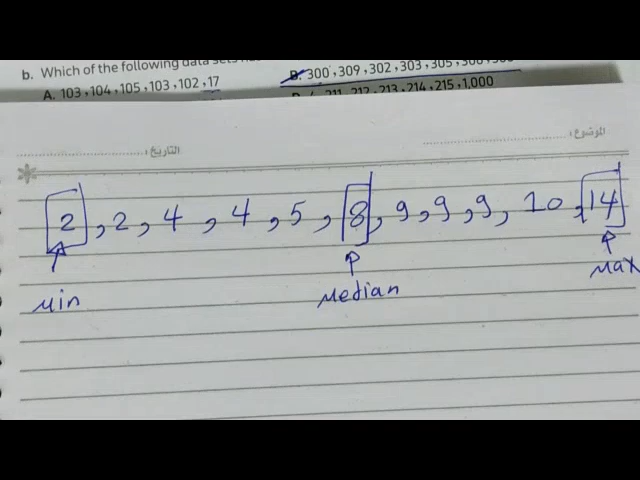 b. Which of the following data sets
A. 103 , 104 , 105 , 103 , 102 , 17
B. 300 , 309 , 302 , 303 , 305 ,
211 , 212 , 213 , 214 , 215 , 1,000
الموضوع:
التاريخ:
2 , 2 , 4 , 4 , 5 , 8 , 9 , 9 , 9 , 10 , 14
Min Median Max